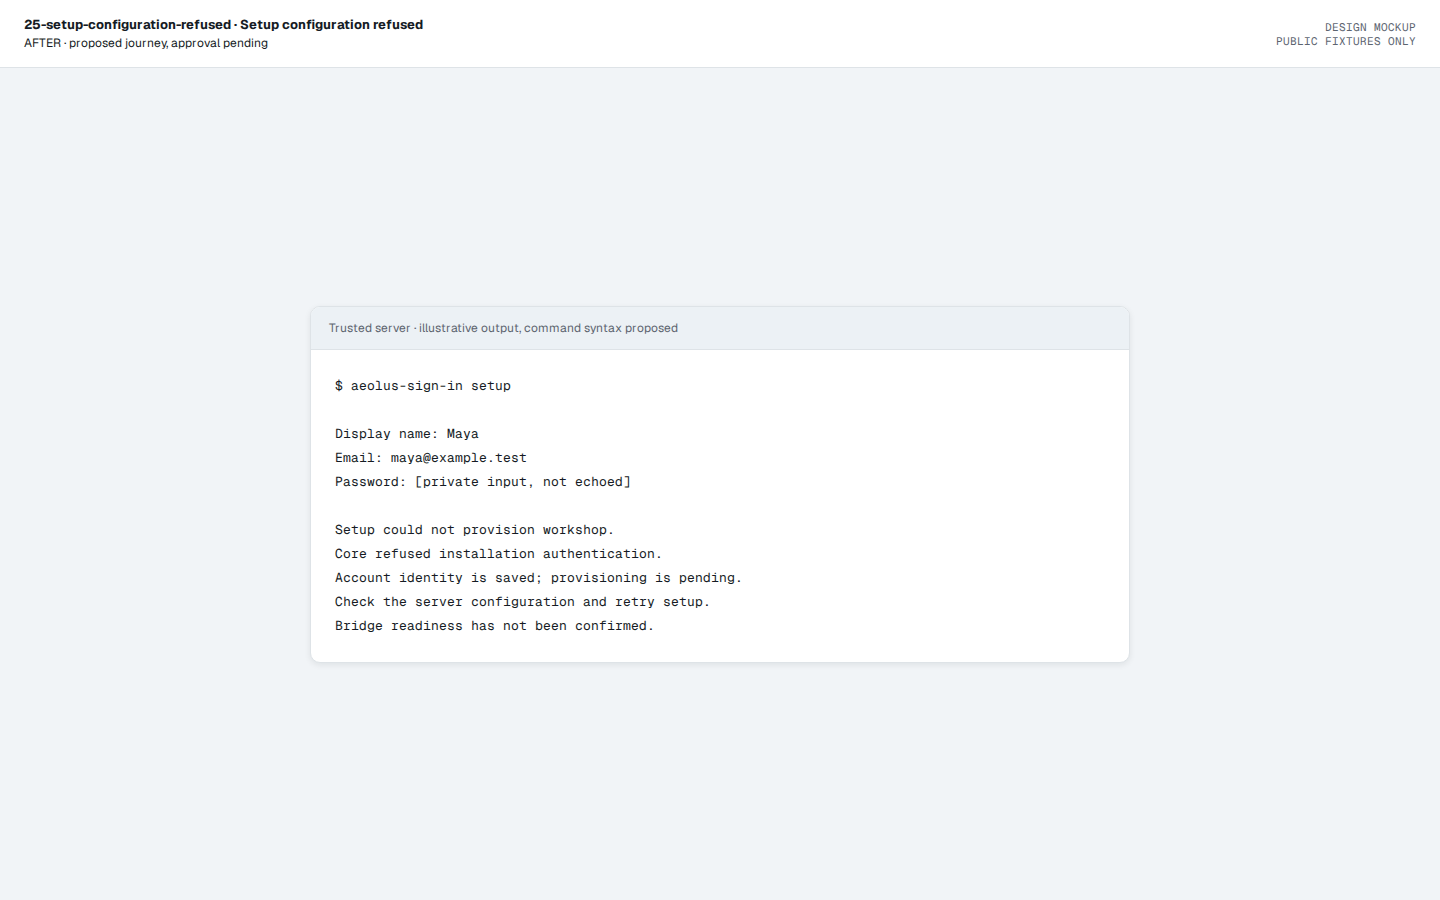 25-setup-configuration-refused · Setup configuration refused
AFTER · proposed journey, approval pending
DESIGN MOCKUP
PUBLIC FIXTURES ONLY
Trusted server · illustrative output, command syntax proposed
$ aeolus-sign-in setup
Display name: Maya
Email: maya@example.test
Password: [private input, not echoed]
Setup could not provision workshop.
Core refused installation authentication.
Account identity is saved; provisioning is pending.
Check the server configuration and retry setup.
Bridge readiness has not been confirmed.